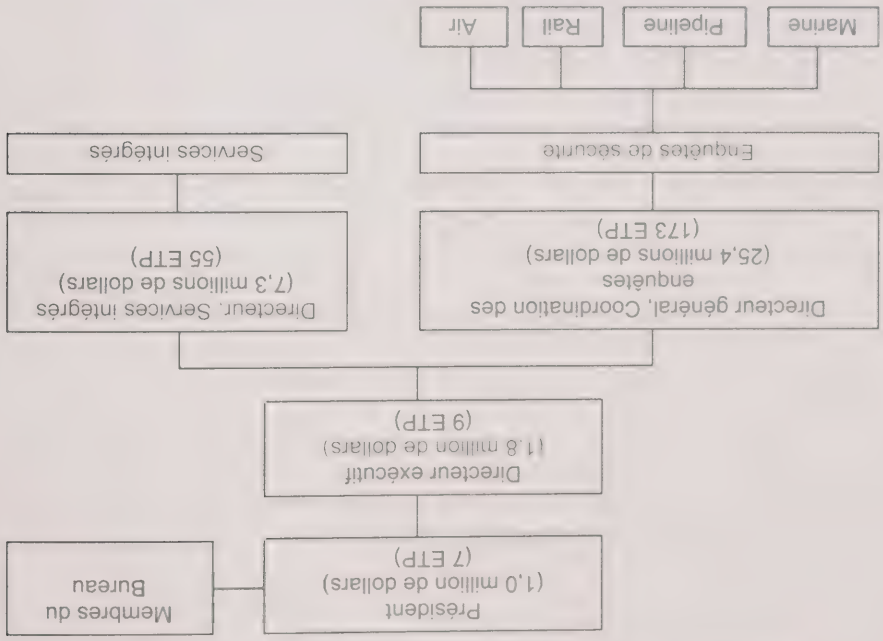 Président
(1,0 million de dollars)
(7 ETP)
Membres du
Bureau
Directeur exécutif
(1.8 million de dollars)
(9 ETP)
Directeur général, Coordination des
enquêtes
(25,4 millions de dollars)
(173 ETP)
Directeur. Services intégrés
(7,3 millions de dollars)
(55 ETP)
Enquêtes de sécurite
Services intégrés
Marine
Pipeline
Rail
Air